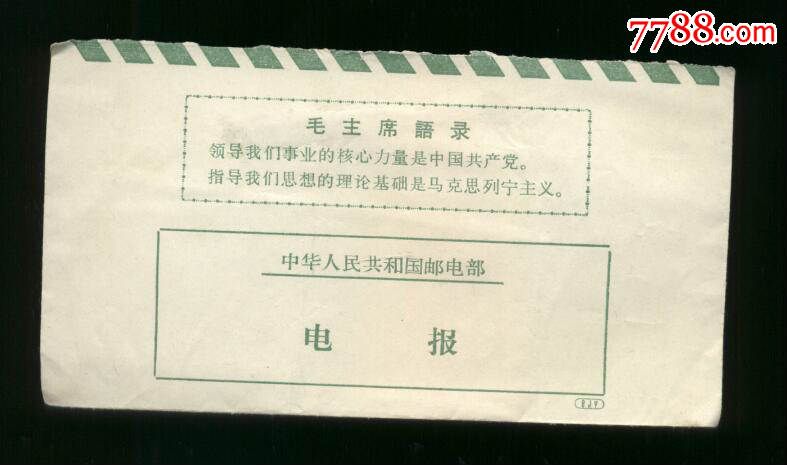 7788.com
毛主席語录
领导我们事业的核心力量是中国共产党。
指导我们思想的理论基础是马克思列宁主义。
中华人民共和国邮电部
电报